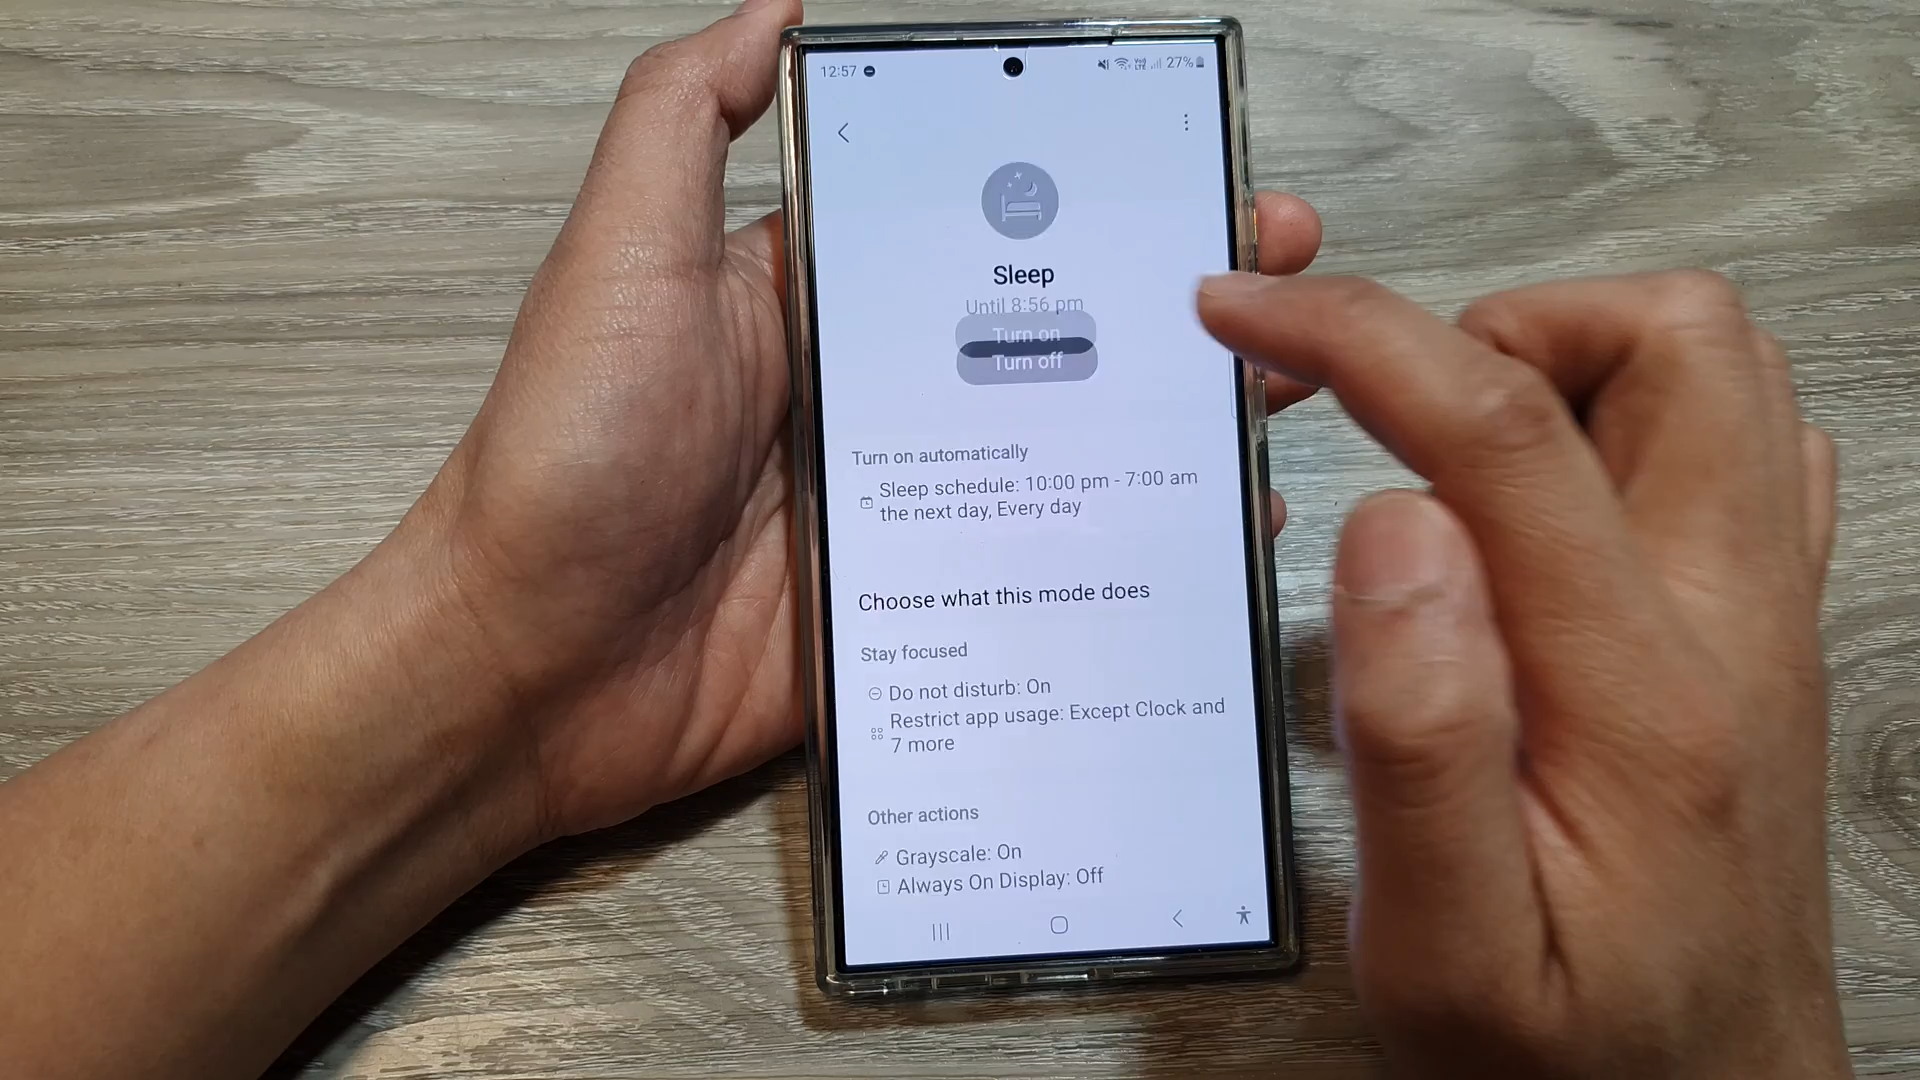 12:57
27%
Sleep
Until 8:56 pm
Turn on
Turn off
Turn on automatically
Sleep schedule: 10:00 pm - 7:00 am
the next day, Every day
Choose what this mode does
Stay focused
Do not disturb: On
Restrict app usage: Except Clock and
7 more
Other actions
Grayscale: On
Always On Display: Off